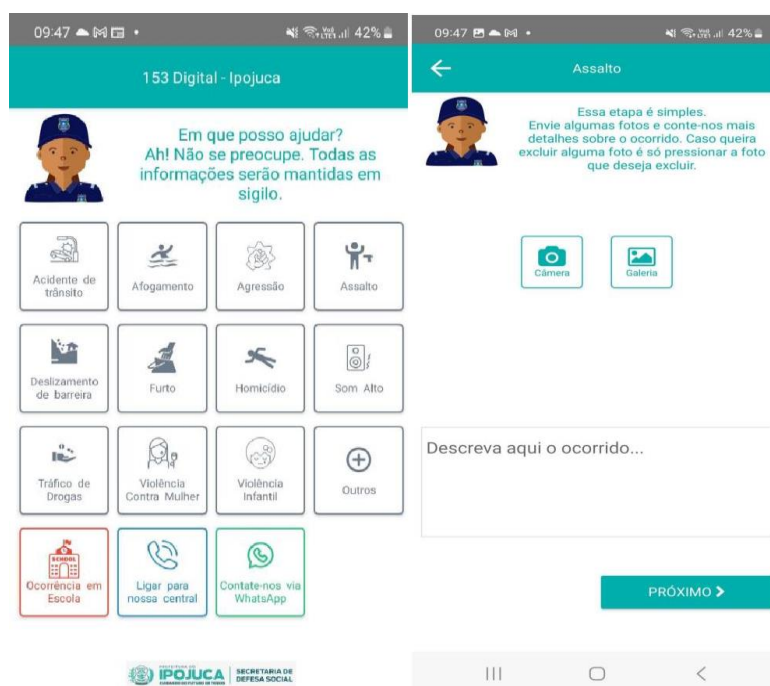 09:47
42%
153 Digital - Ipojuca
Em que posso ajudar?
Ah! Não se preocupe. Todas as
informações serão mantidas em
sigilo.
Acidente de
trânsito
Afogamento
Agressão
Assalto
Deslizamento
de barreira
Furto
Homicídio
Som Alto
Tráfico de
Drogas
Violência
Contra Mulher
Violência
Infantil
Outros
SCHOOL
Ocorrência em
Escola
Ligar para
nossa central
Contate-nos via
WhatsApp
IPOJUCA
SECRETARIA DE
DEFESA SOCIAL
09:47
42%
Assalto
Essa etapa é simples.
Envie algumas fotos e conte-nos mais
detalhes sobre o ocorrido. Caso queira
excluir alguma foto é só pressionar a foto
que deseja excluir.
Câmera
Galeria
Descreva aqui o ocorrido...
PRÓXIMO